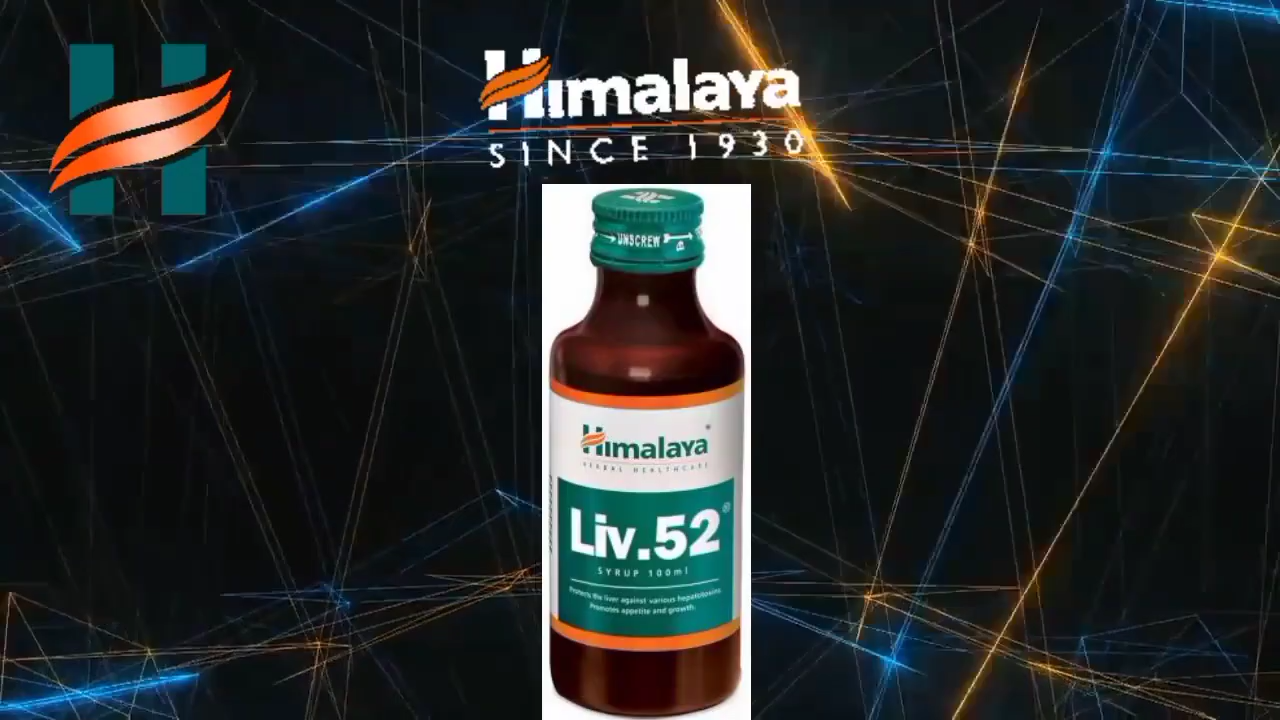 Himalaya
SINCE 1930
UNSCREW
Himalaya
HERBAL HEALTHCARE
Liv.52®
SYRUP 100ml
Protects the liver against various hepatotoxins.
Promotes appetite and growth.